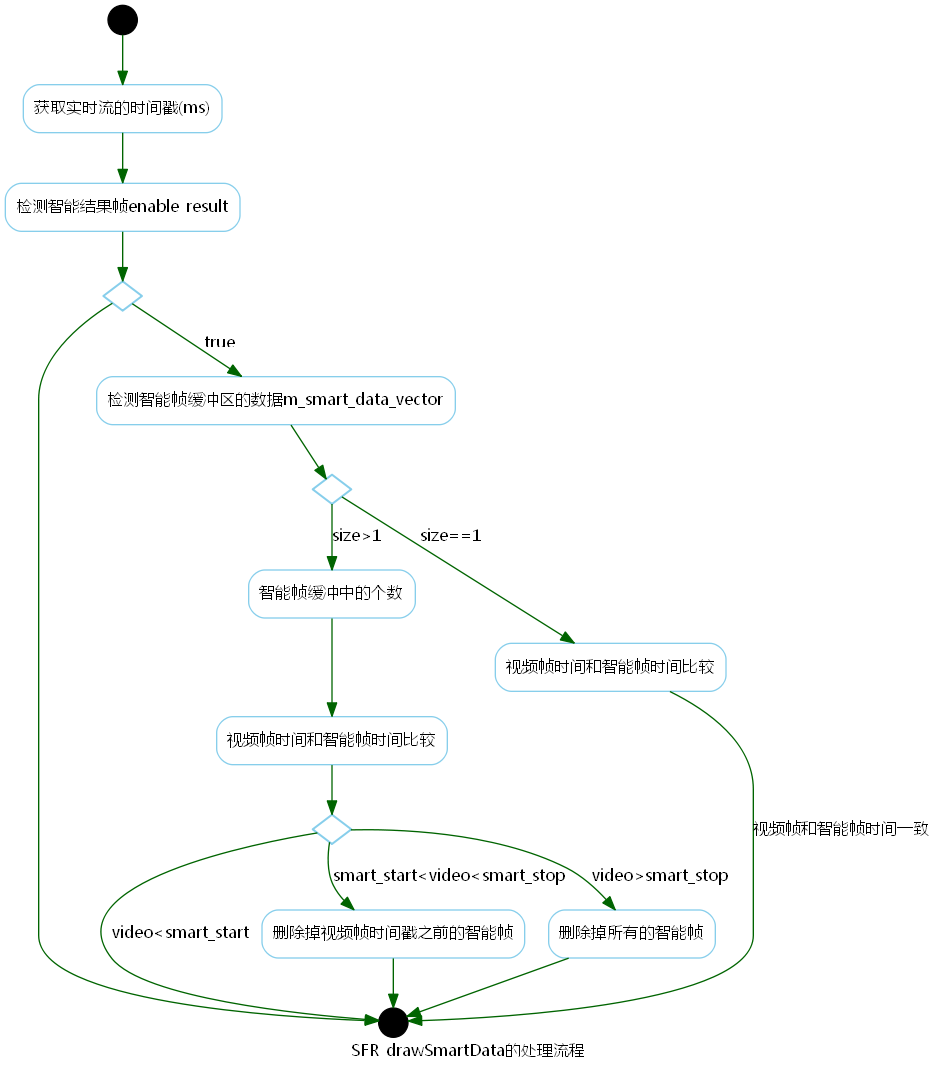 获取实时流的时间戳(ms)
检测智能结果帧enable result
true
检测智能帧缓冲区的数据m_smart_data_vector
size>1
size==1
智能帧缓冲中的个数
视频帧时间和智能帧时间比较
视频帧时间和智能帧时间比较
视频帧和智能帧时间一致
smart_start<video<smart_stop
video>smart_stop
video<smart_start
删除掉视频帧时间戳之前的智能帧
删除掉所有的智能帧
SFR drawSmartData的处理流程